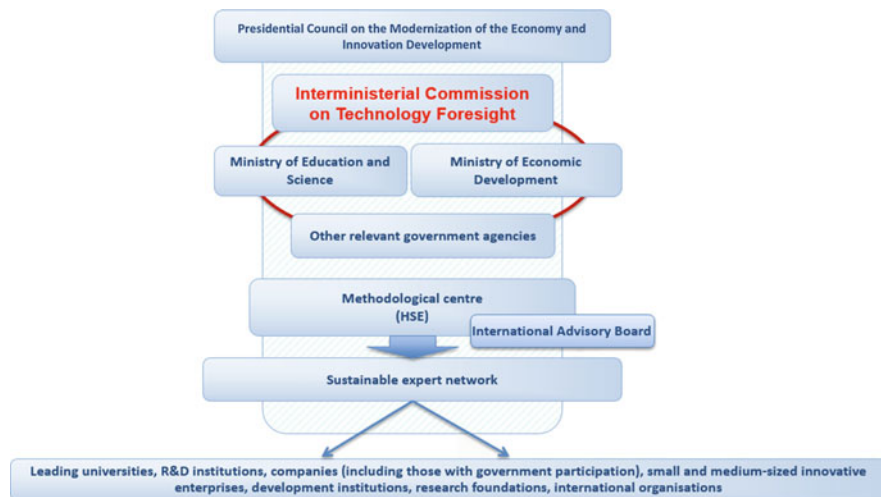 Presidential Council on the Modernization of the Economy and
Innovation Development
Interministerial Commission
on Technology Foresight
Ministry of Education and
Science
Ministry of Economic
Development
Other relevant government agencies
Methodological centre
(HSE)
International Advisory Board
Sustainable expert network
Leading universities, R&D institutions, companies (including those with government participation), small and medium-sized innovative
enterprises, development institutions, research foundations, international organisations